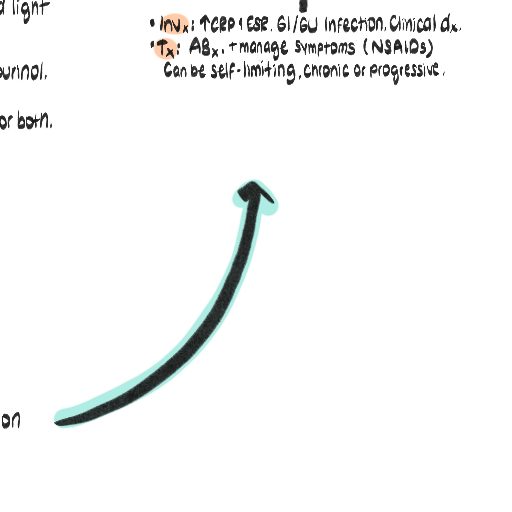 light
• Invx: ↑CRP + ESR. GI/GU Infection. Clinical dx.
• Tx: ABx. + manage symptoms (NSAIDs)
Can be self-limiting, chronic or progressive.
or both.
on